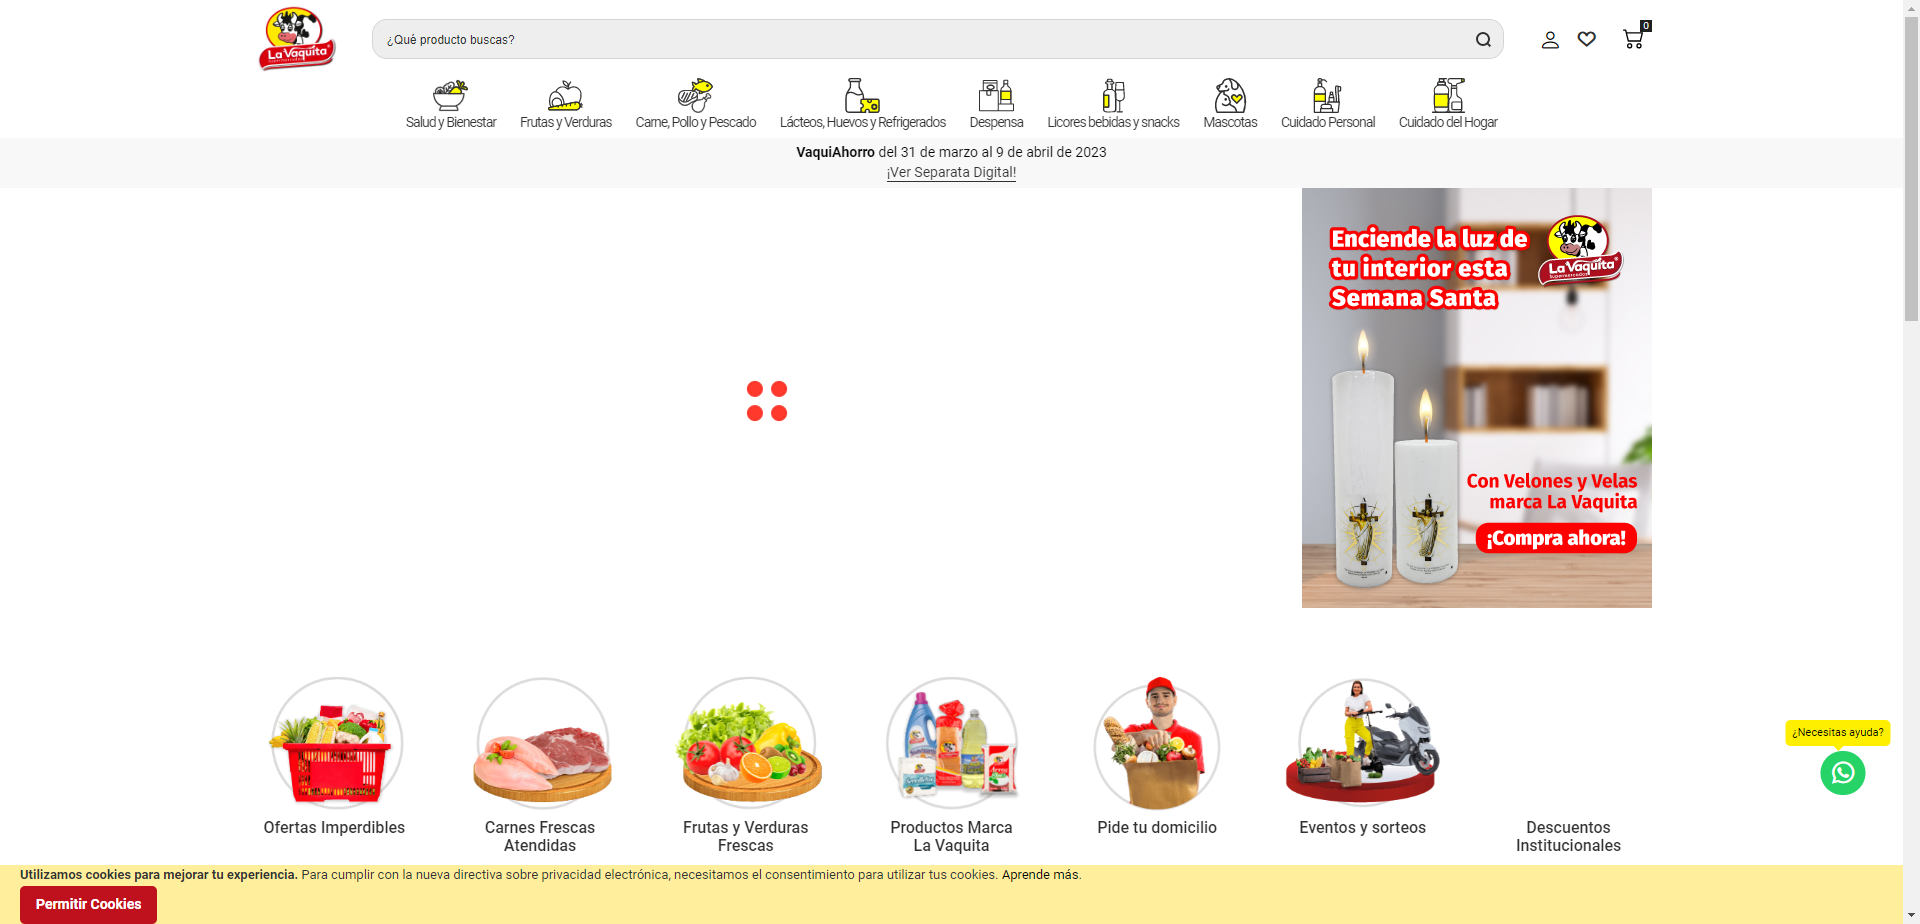 La Vaquita
Supermercados
¿Qué producto buscas?
0
Salud y Bienestar
Frutas y Verduras
Carne, Pollo y Pescado
Lácteos, Huevos y Refrigerados
Despensa
Licores bebidas y snacks
Mascotas
Cuidado Personal
Cuidado del Hogar
VaquiAhorro del 31 de marzo al 9 de abril de 2023
¡Ver Separata Digital!
Enciende la luz de
tu interior esta
Semana Santa
La Vaquita
Supermercados
Con Velones y Velas
marca La Vaquita
¡Compra ahora!
¿Necesitas ayuda?
Ofertas Imperdibles
Carnes Frescas
Atendidas
Frutas y Verduras
Frescas
Productos Marca
La Vaquita
Pide tu domicilio
Eventos y sorteos
Descuentos
Institucionales
Utilizamos cookies para mejorar tu experiencia. Para cumplir con la nueva directiva sobre privacidad electrónica, necesitamos el consentimiento para utilizar tus cookies. Aprende más.
Permitir Cookies